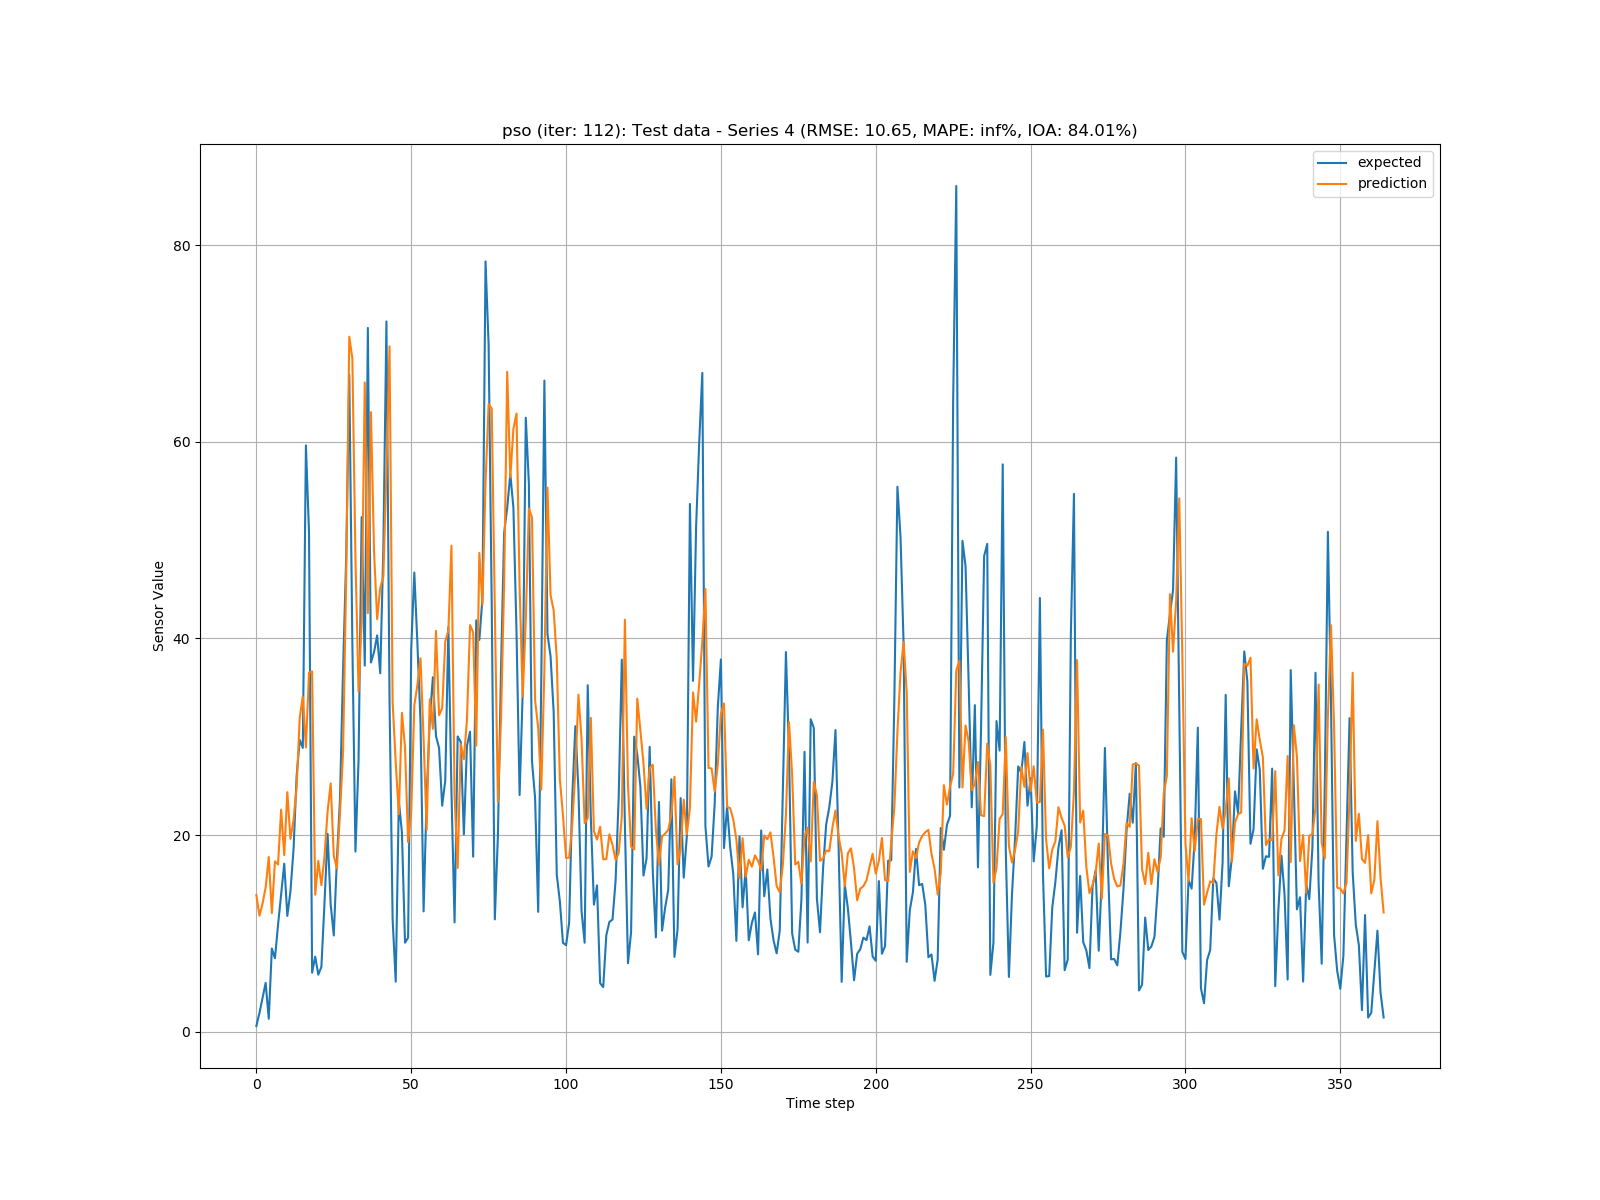 pso (iter: 112): Test data - Series 4 (RMSE: 10.65, MAPE: inf%, IOA: 84.01%)
expected
prediction
80
60
40
20
0
Sensor Value
0 50 100 150 200 250 300 350
Time step